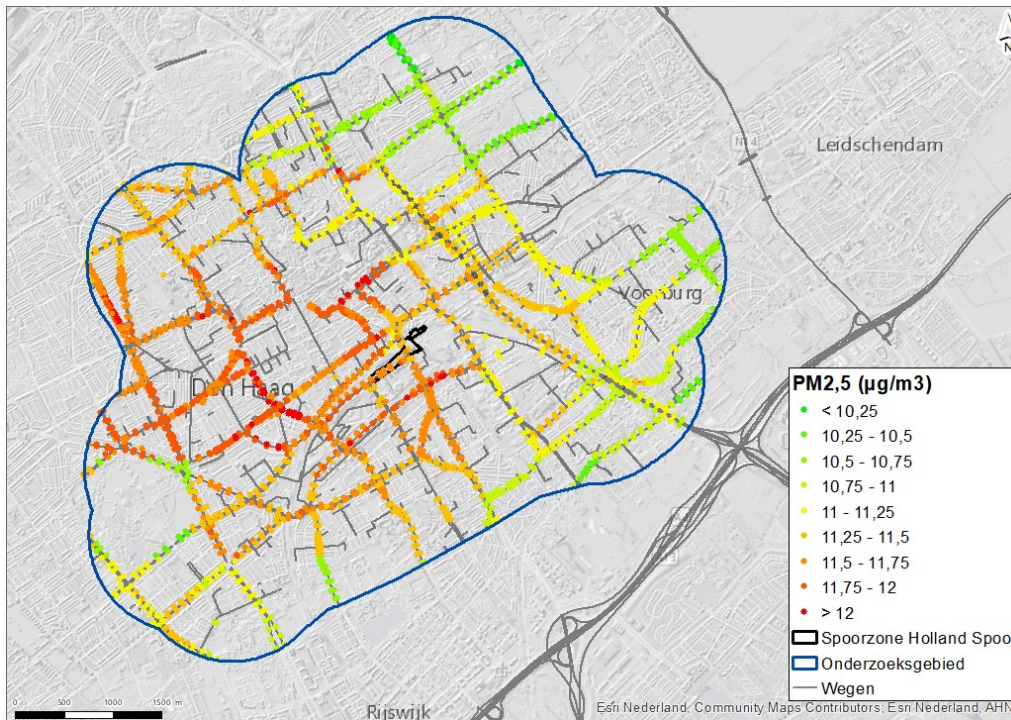 N
N14
Leidschendam
Voorburg
Den Haag
PM2,5 (µg/m3)
< 10,25
10,25 - 10,5
10,5 - 10,75
10,75 - 11
11 - 11,25
11,25 - 11,5
11,5 - 11,75
11,75 - 12
> 12
Spoorzone Holland Spoo
Onderzoeksgebied
Wegen
0 500 1000 1500 m
Rijswijk
Esri Nederland, Community Maps Contributors, Esri Nederland, AHN